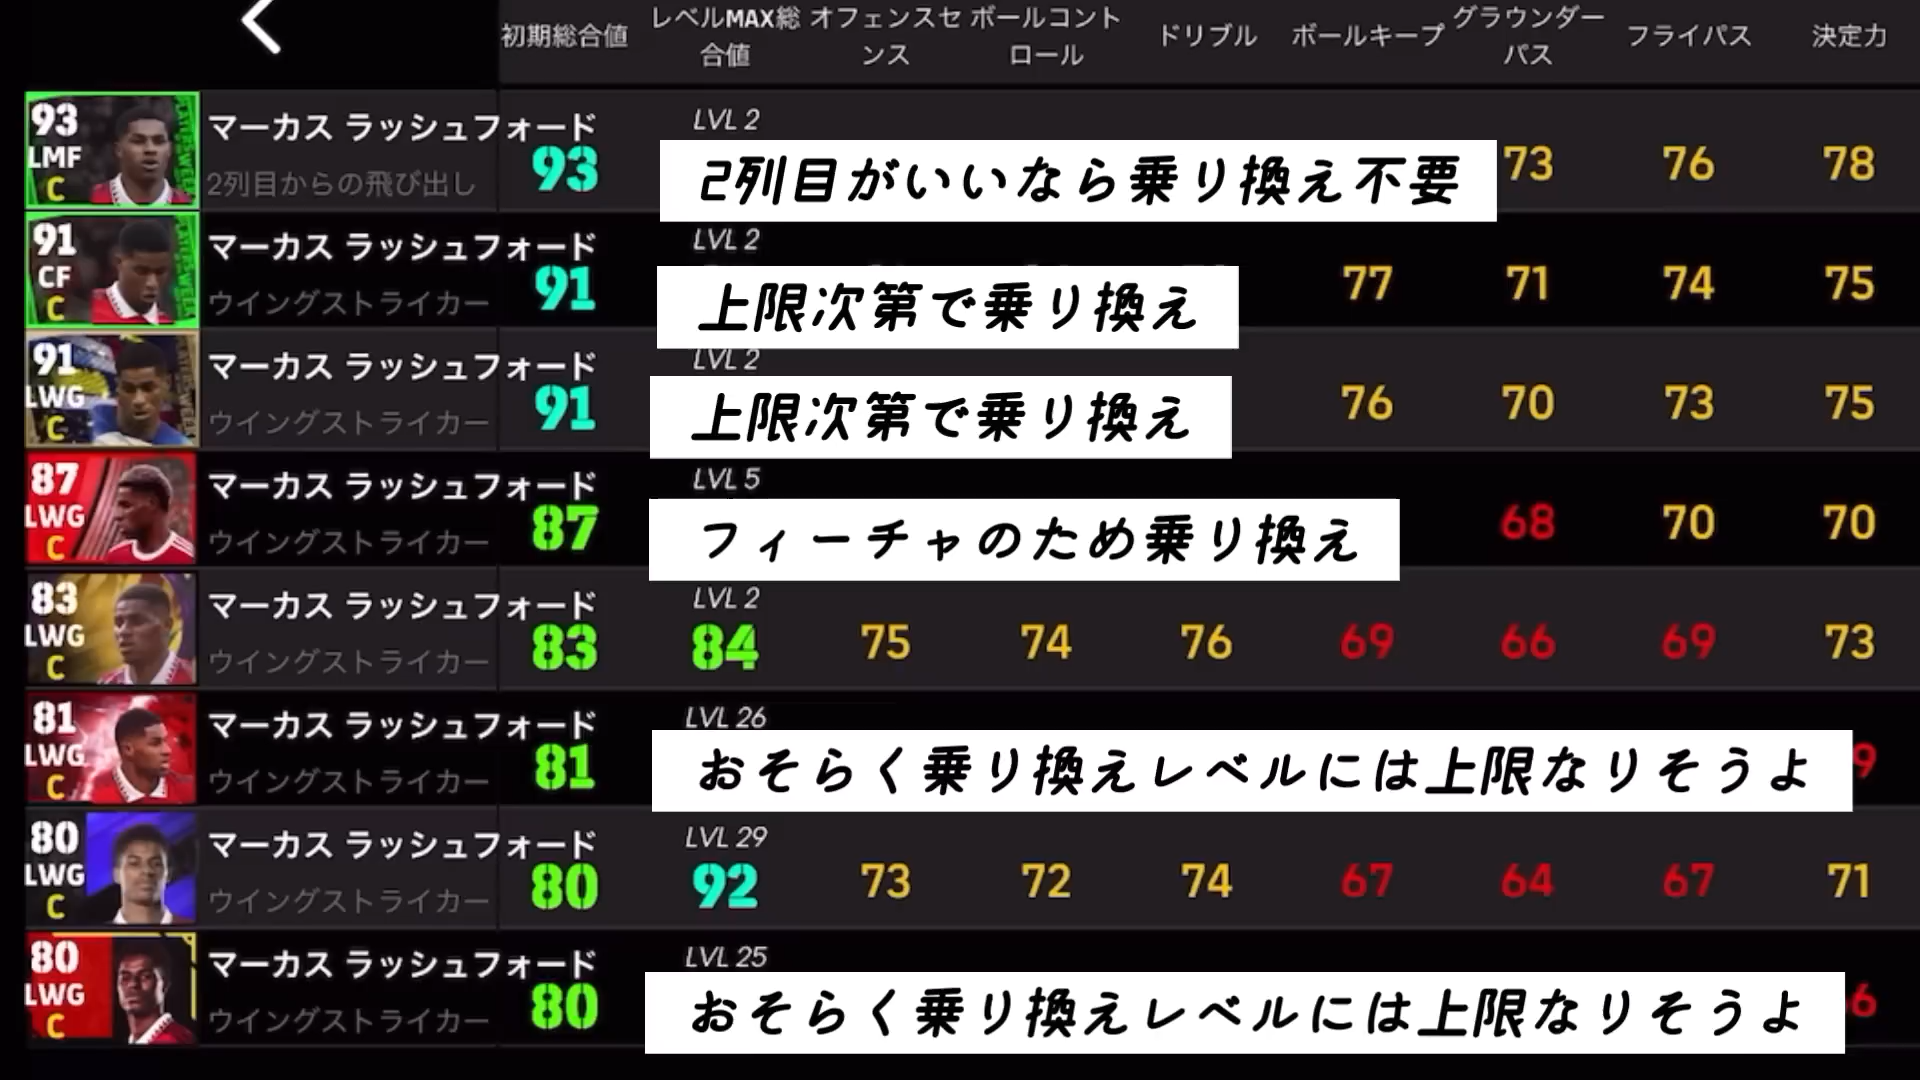 初期総合値 レベルMAX総合値 オフェンスセンス ボールコントロール ドリブル ボールキープ グラウンダーパス フライパス 決定力
93 LMF C マーカス ラッシュフォード 93 LVL 2
2列目からの飛び出し 2列目がいいなら乗り換え不要 73 76 78
91 CF C マーカス ラッシュフォード 91 LVL 2
ウイングストライカー 上限次第で乗り換え 77 71 74 75
91 LWG C マーカス ラッシュフォード 91 LVL 2
ウイングストライカー 上限次第で乗り換え 76 70 73 75
87 LWG C マーカス ラッシュフォード 87 LVL 5
ウイングストライカー フィーチャのため乗り換え 68 70 70
83 LWG C マーカス ラッシュフォード 83 LVL 2
ウイングストライカー 84 75 74 76 69 66 69 73
81 LWG C マーカス ラッシュフォード 81 LVL 26
ウイングストライカー おそらく乗り換えレベルには上限なりそうよ 9
80 LWG C マーカス ラッシュフォード 80 LVL 29
ウイングストライカー 92 73 72 74 67 64 67 71
80 LWG C マーカス ラッシュフォード 80 LVL 25
ウイングストライカー おそらく乗り換えレベルには上限なりそうよ 6